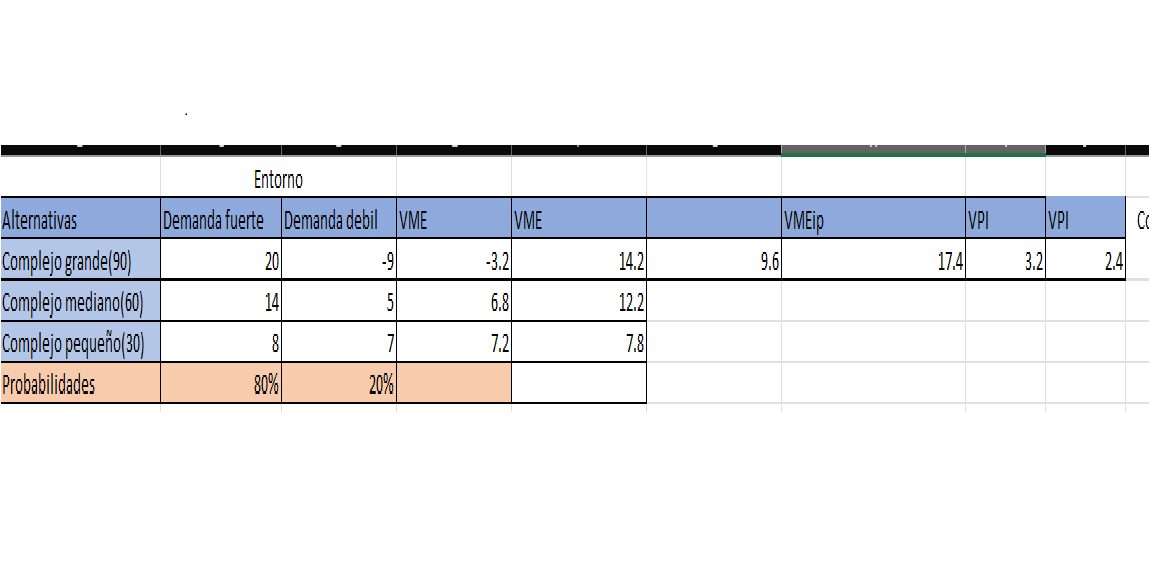 Entorno
Alternativas Demanda fuerte Demanda debil VME VME VMEip VPI VPI
Complejo grande(90) 20 -9 -3.2 14.2 9.6 17.4 3.2 2.4
Complejo mediano(60) 14 5 6.8 12.2
Complejo pequeño(30) 8 7 7.2 7.8
Probabilidades 80% 20%